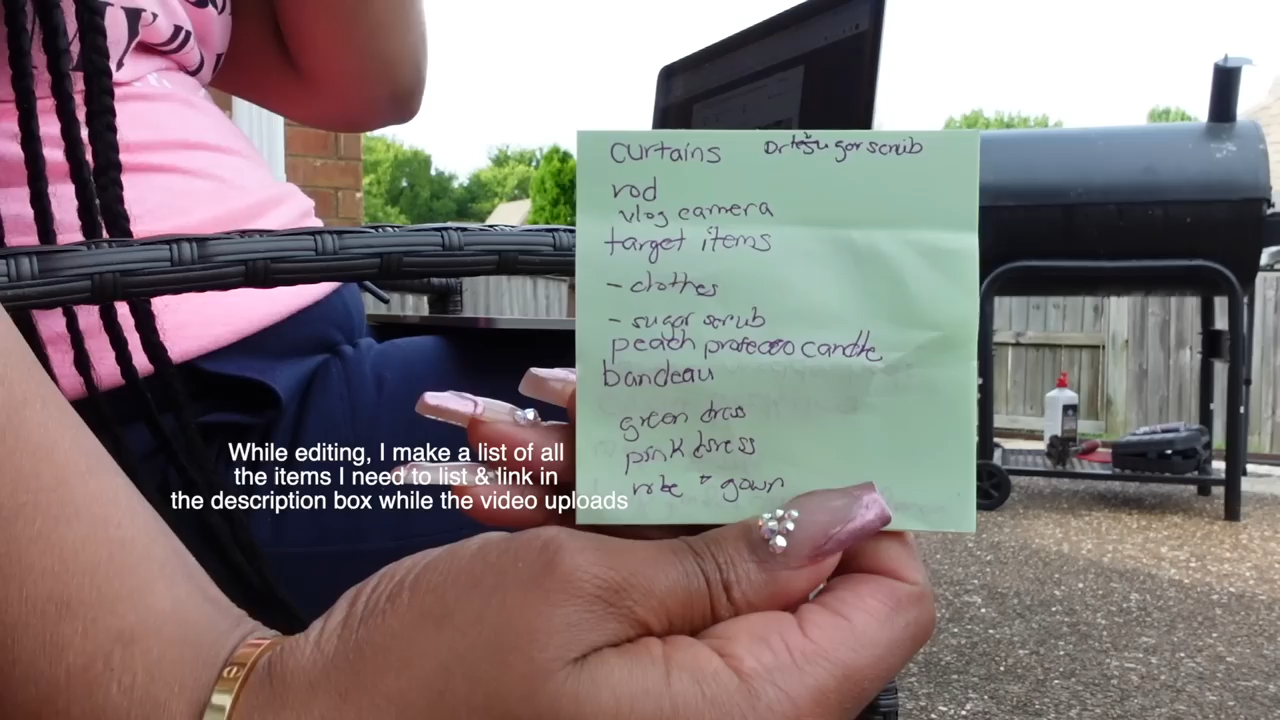 curtains
sugar scrub
rod
vlog camera
target items
- clothes
- sugar scrub
peach prosecco candle
bandeau
green dress
pink dress
robe + gown
While editing, I make a list of all
the items I need to list & link in
the description box while the video uploads